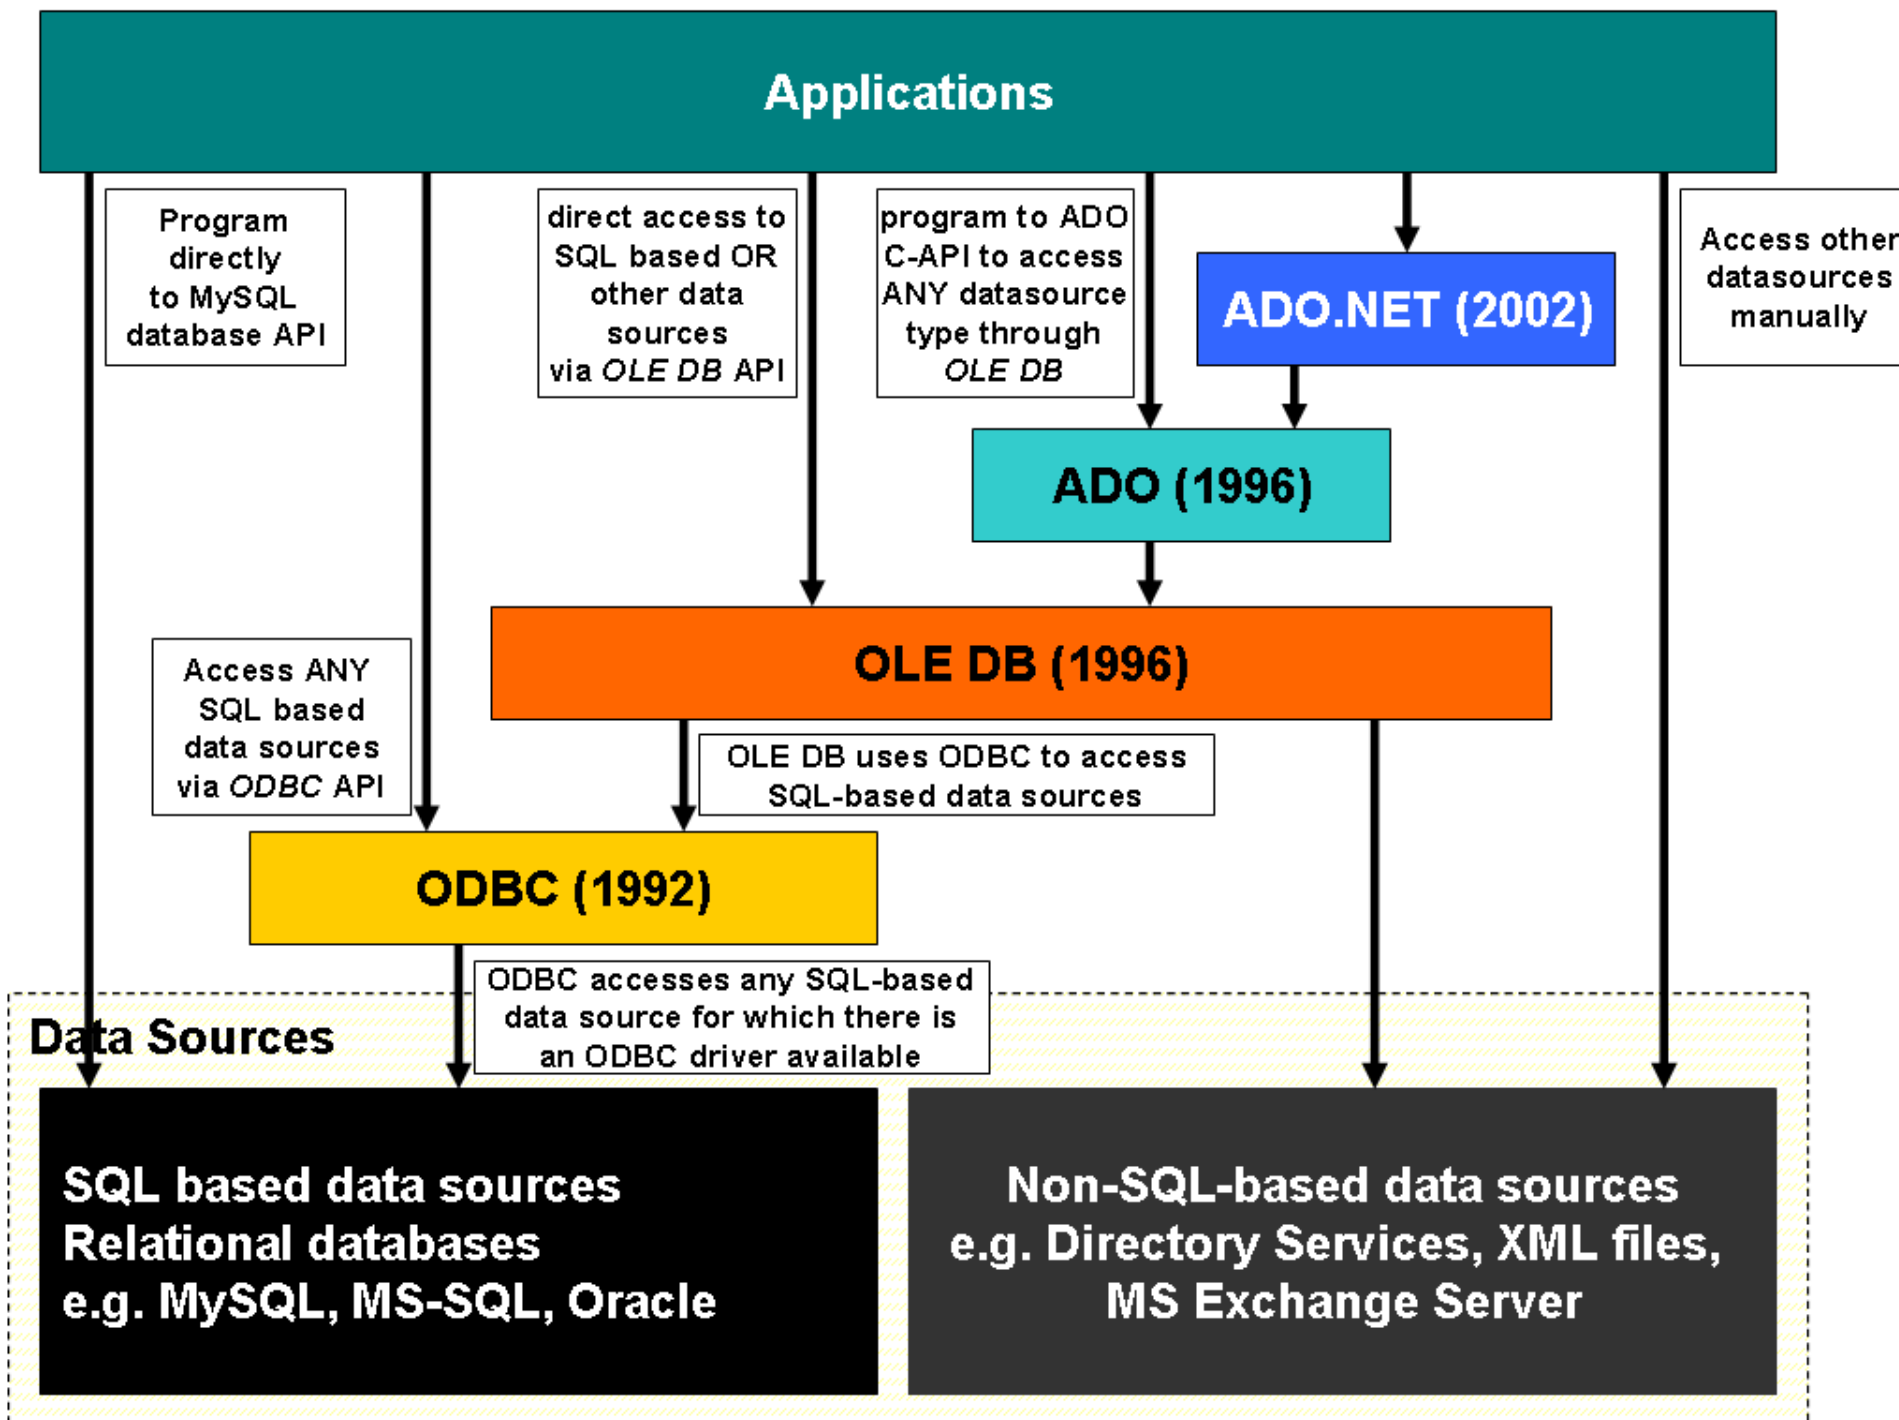 Applications
Program
directly
to MySQL
database API
direct access to
SQL based OR
other data
sources
via OLE DB API
program to ADO
C-API to access
ANY datasource
type through
OLE DB
ADO.NET (2002)
Access other
datasources
manually
ADO (1996)
OLE DB (1996)
Access ANY
SQL based
data sources
via ODBC API
OLE DB uses ODBC to access
SQL-based data sources
ODBC (1992)
ODBC accesses any SQL-based
data source for which there is
an ODBC driver available
Data Sources
SQL based data sources
Relational databases
e.g. MySQL, MS-SQL, Oracle
Non-SQL-based data sources
e.g. Directory Services, XML files,
MS Exchange Server